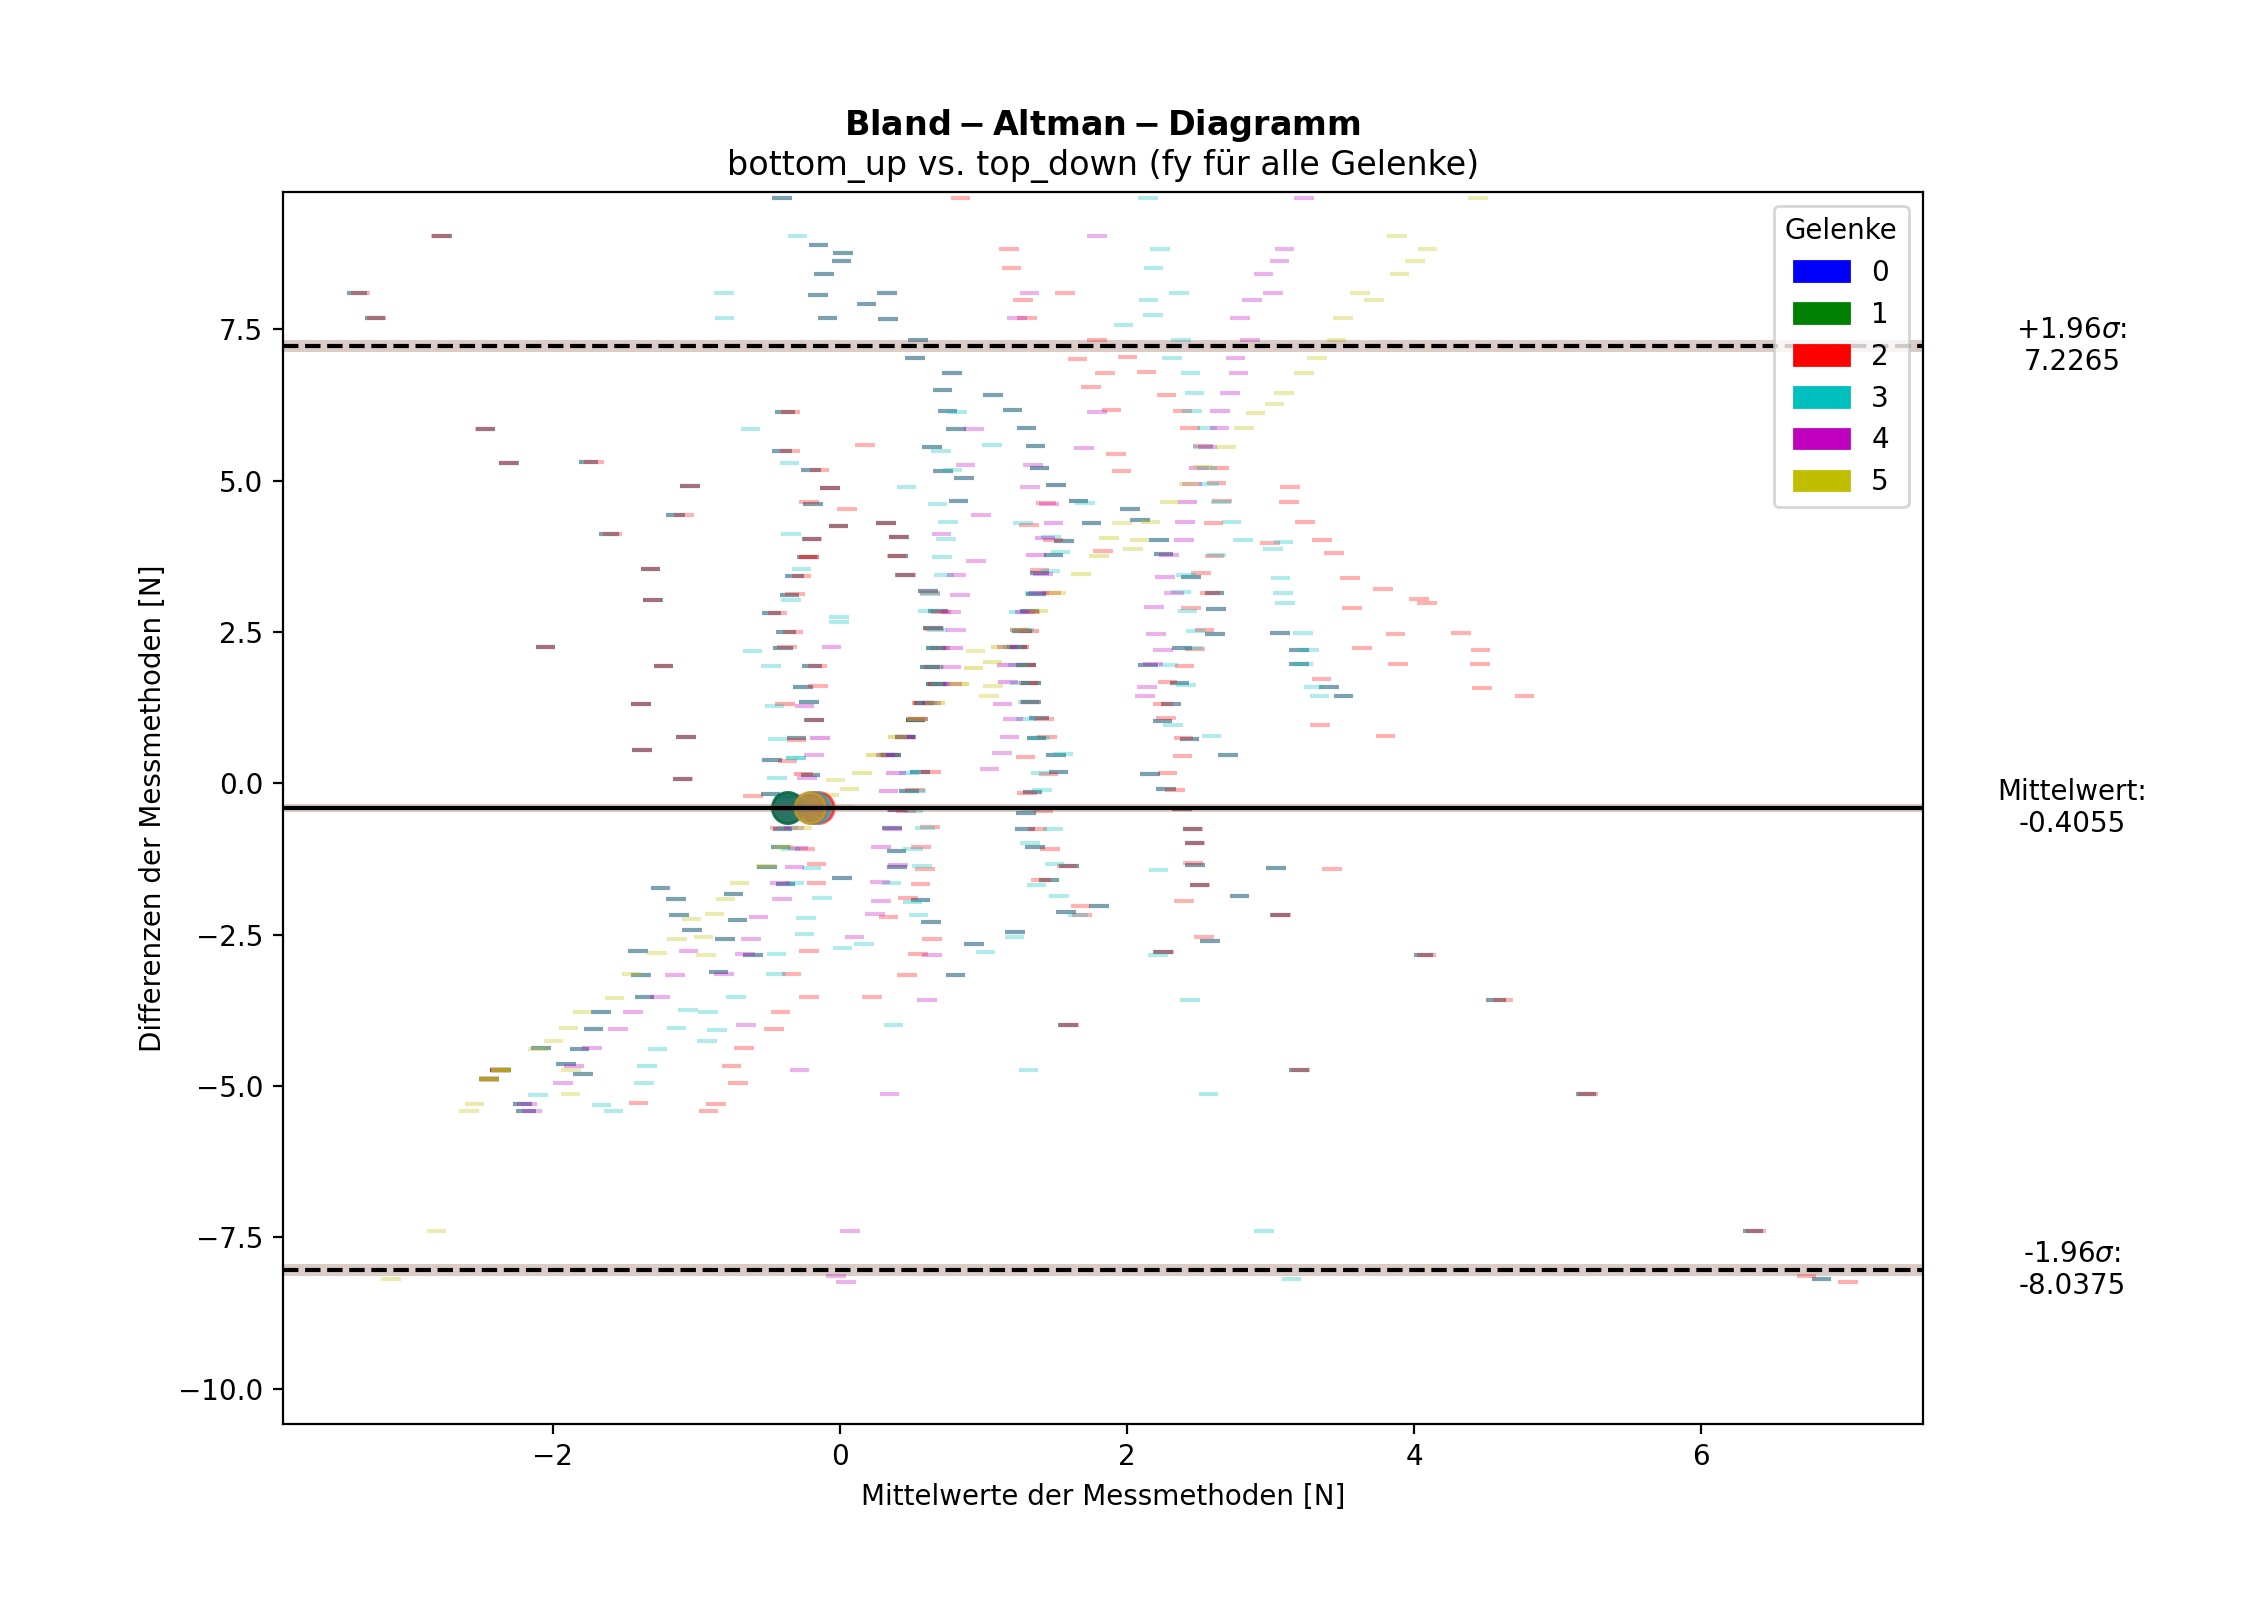 Bland – Altman – Diagramm
bottom_up vs. top_down (fy für alle Gelenke)
Differenzen der Messmethoden [N]
7.5
5.0
2.5
0.0
−2.5
−5.0
−7.5
−10.0
Gelenke
0
1
2
3
4
5
+1.96σ:
7.2265
Mittelwert:
-0.4055
-1.96σ:
-8.0375
−2
0
2
4
6
Mittelwerte der Messmethoden [N]